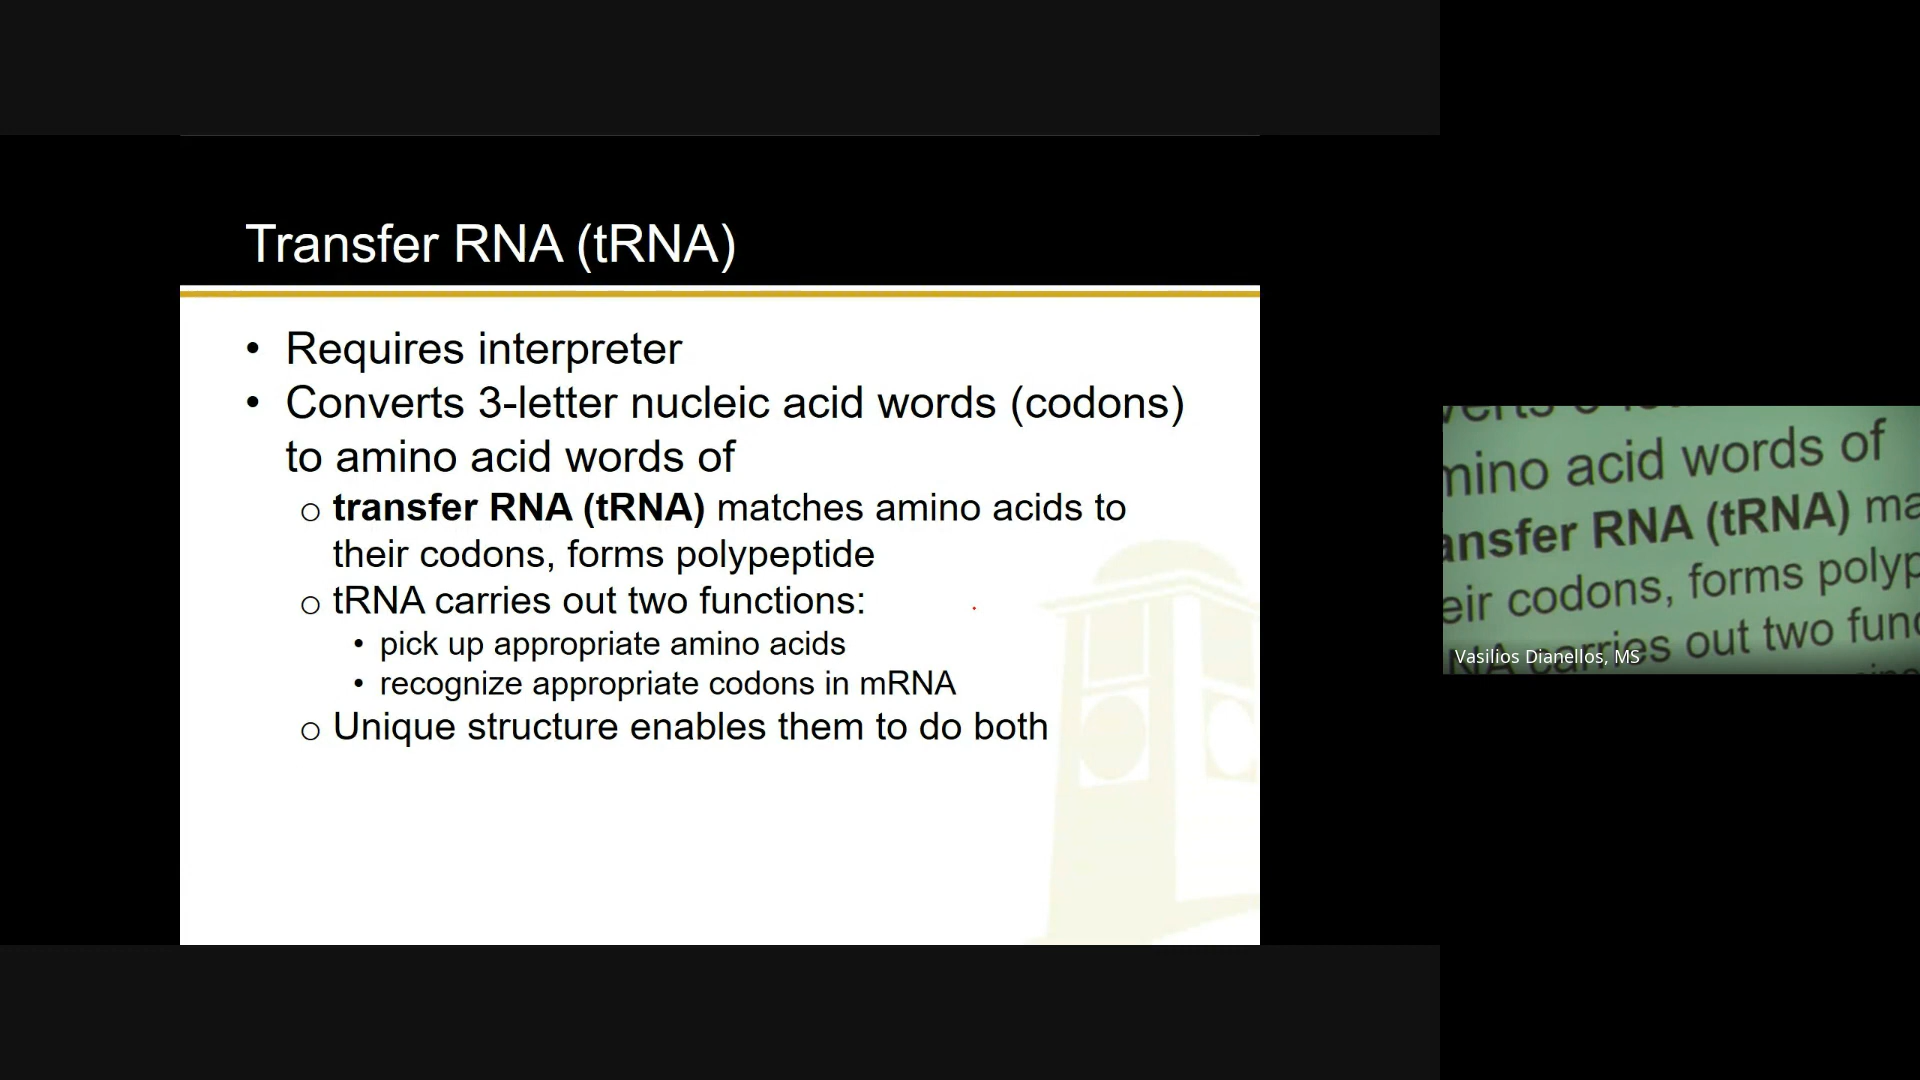 Transfer RNA (tRNA)
• Requires interpreter
• Converts 3-letter nucleic acid words (codons)
to amino acid words of
o transfer RNA (tRNA) matches amino acids to
their codons, forms polypeptide
o tRNA carries out two functions:
• pick up appropriate amino acids
• recognize appropriate codons in mRNA
o Unique structure enables them to do both
mino acid words of
ansfer RNA (tRNA) ma
eir codons, forms polyp
NA carries out two func
Vasilios Dianellos, MS